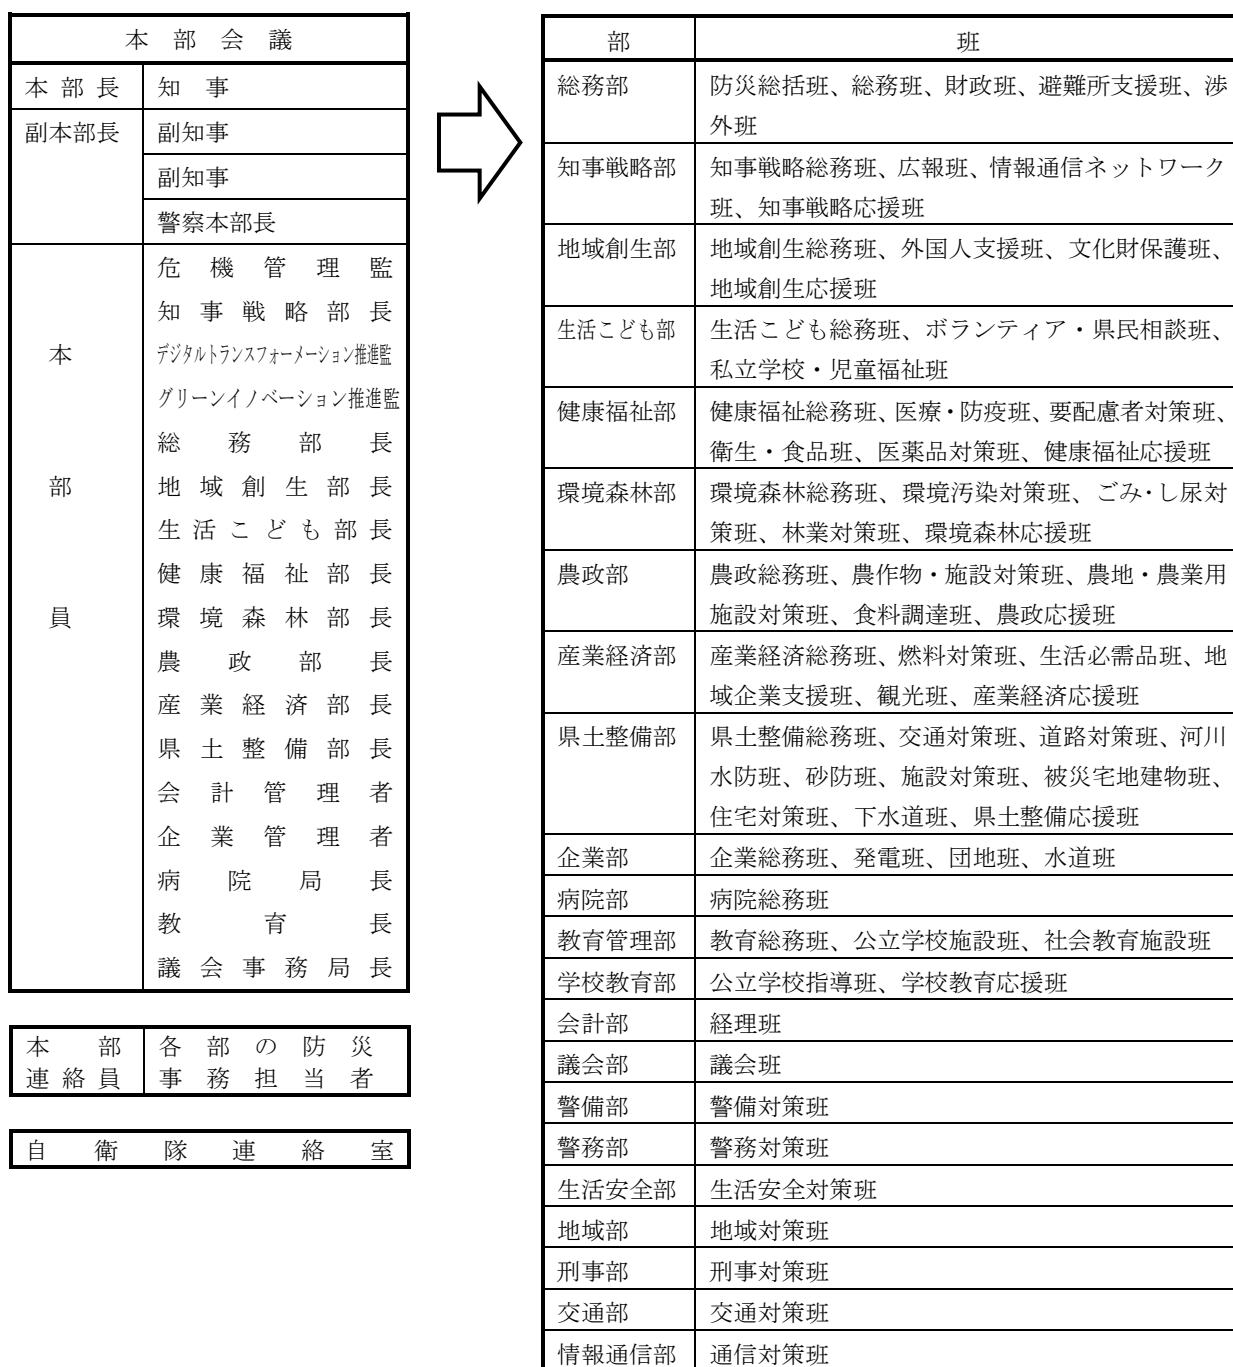 本部会議
本部長 知事
副本部長 副知事
副知事
警察本部長
本部員
危機管理監
知事戦略部長
デジタルトランスフォーメーション推進監
グリーンイノベーション推進監
総務部長
地域創生部長
生活こども部長
健康福祉部長
環境森林部長
農政部長
産業経済部長
県土整備部長
会計管理者
企業管理者
病院局長
教育長
議会事務局長
本部 各部の防災
連絡員 事務担当者
自衛隊連絡室
部 班
総務部 防災総括班、総務班、財政班、避難所支援班、渉
外班
知事戦略部 知事戦略総務班、広報班、情報通信ネットワーク
班、知事戦略応援班
地域創生部 地域創生総務班、外国人支援班、文化財保護班、
地域創生応援班
生活こども部 生活こども総務班、ボランティア・県民相談班、
私立学校・児童福祉班
健康福祉部 健康福祉総務班、医療・防疫班、要配慮者対策班、
衛生・食品班、医薬品対策班、健康福祉応援班
環境森林部 環境森林総務班、環境汚染対策班、ごみ・し尿対
策班、林業対策班、環境森林応援班
農政部 農政総務班、農作物・施設対策班、農地・農業用
施設対策班、食料調達班、農政応援班
産業経済部 産業経済総務班、燃料対策班、生活必需品班、地
域企業支援班、観光班、産業経済応援班
県土整備部 県土整備総務班、交通対策班、道路対策班、河川
水防班、砂防班、施設対策班、被災宅地建物班、
住宅対策班、下水道班、県土整備応援班
企業部 企業総務班、発電班、団地班、水道班
病院部 病院総務班
教育管理部 教育総務班、公立学校施設班、社会教育施設班
学校教育部 公立学校指導班、学校教育応援班
会計部 経理班
議会部 議会班
警備部 警備対策班
警務部 警務対策班
生活安全部 生活安全対策班
地域部 地域対策班
刑事部 刑事対策班
交通部 交通対策班
情報通信部 通信対策班